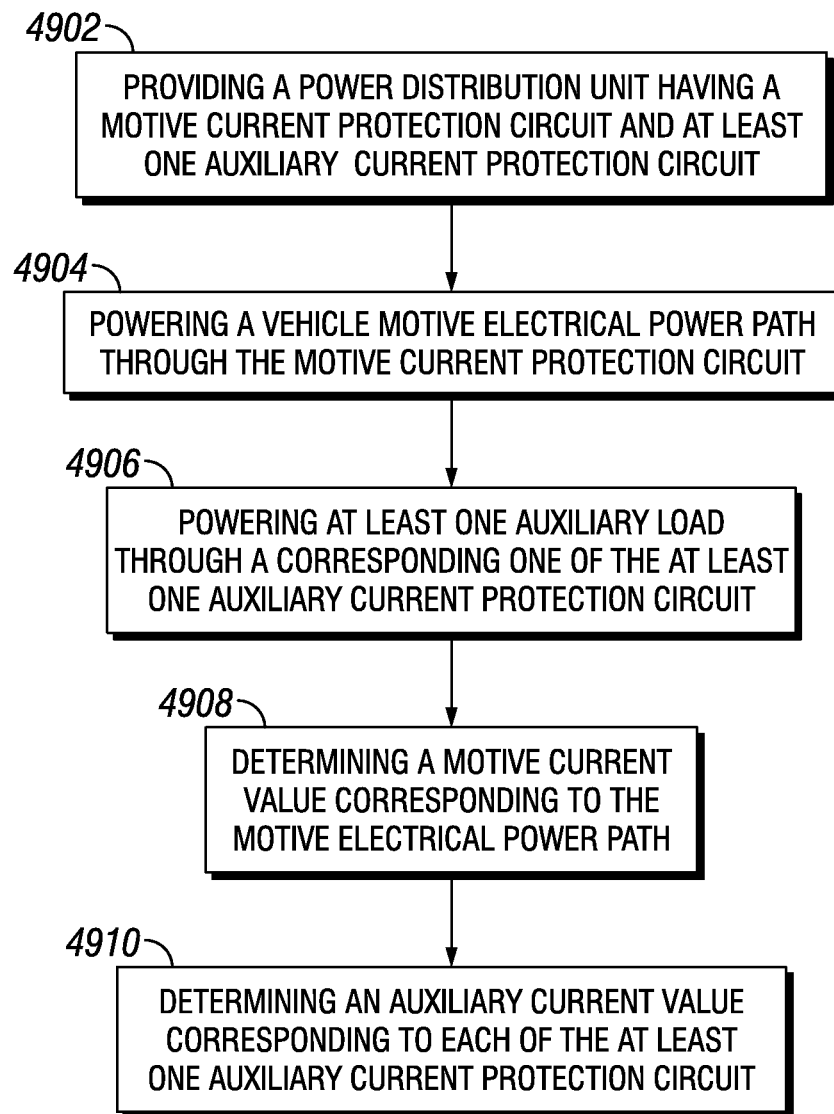 4902
PROVIDING A POWER DISTRIBUTION UNIT HAVING A
MOTIVE CURRENT PROTECTION CIRCUIT AND AT LEAST
ONE AUXILIARY CURRENT PROTECTION CIRCUIT
4904
POWERING A VEHICLE MOTIVE ELECTRICAL POWER PATH
THROUGH THE MOTIVE CURRENT PROTECTION CIRCUIT
4906
POWERING AT LEAST ONE AUXILIARY LOAD
THROUGH A CORRESPONDING ONE OF THE AT LEAST
ONE AUXILIARY CURRENT PROTECTION CIRCUIT
4908
DETERMINING A MOTIVE CURRENT
VALUE CORRESPONDING TO THE
MOTIVE ELECTRICAL POWER PATH
4910
DETERMINING AN AUXILIARY CURRENT VALUE
CORRESPONDING TO EACH OF THE AT LEAST
ONE AUXILIARY CURRENT PROTECTION CIRCUIT